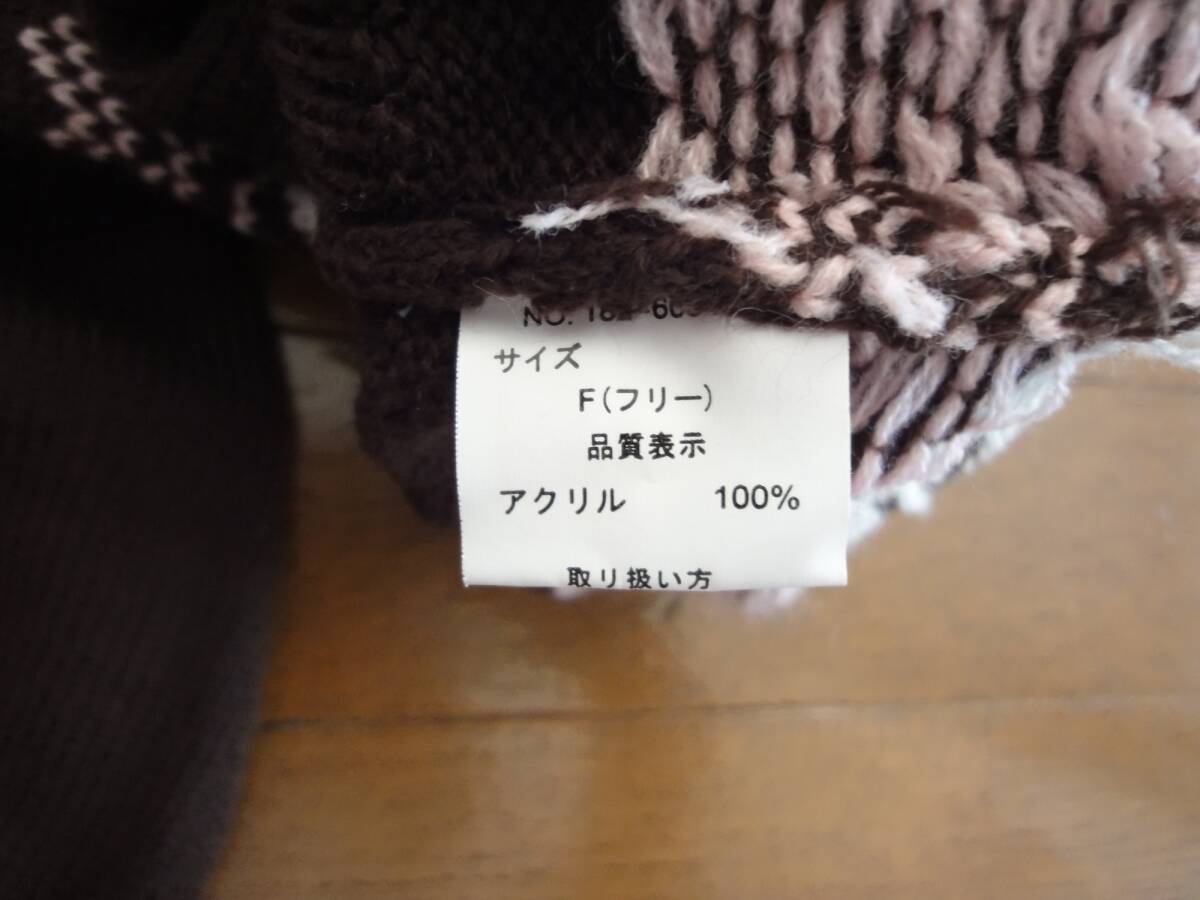 NO.
サイズ
F(フリー)
品質表示
アクリル 100%
取り扱い方